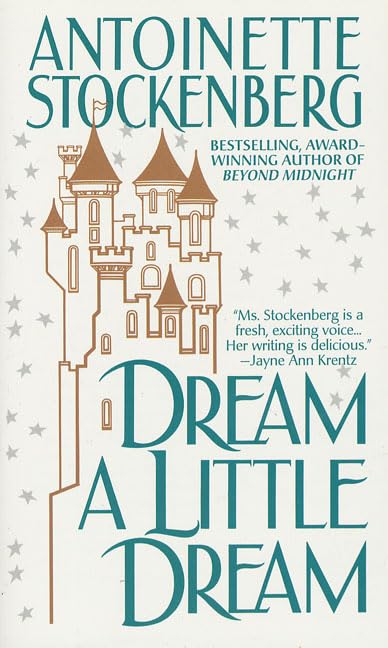 ANTOINETTE
STOCKENBERG
BESTSELLING, AWARD-
WINNING AUTHOR OF
BEYOND MIDNIGHT
"Ms. Stockenberg is a
fresh, exciting voice...
Her writing is delicious."
—Jayne Ann Krentz
DREAM
A LITTLE
DREAM